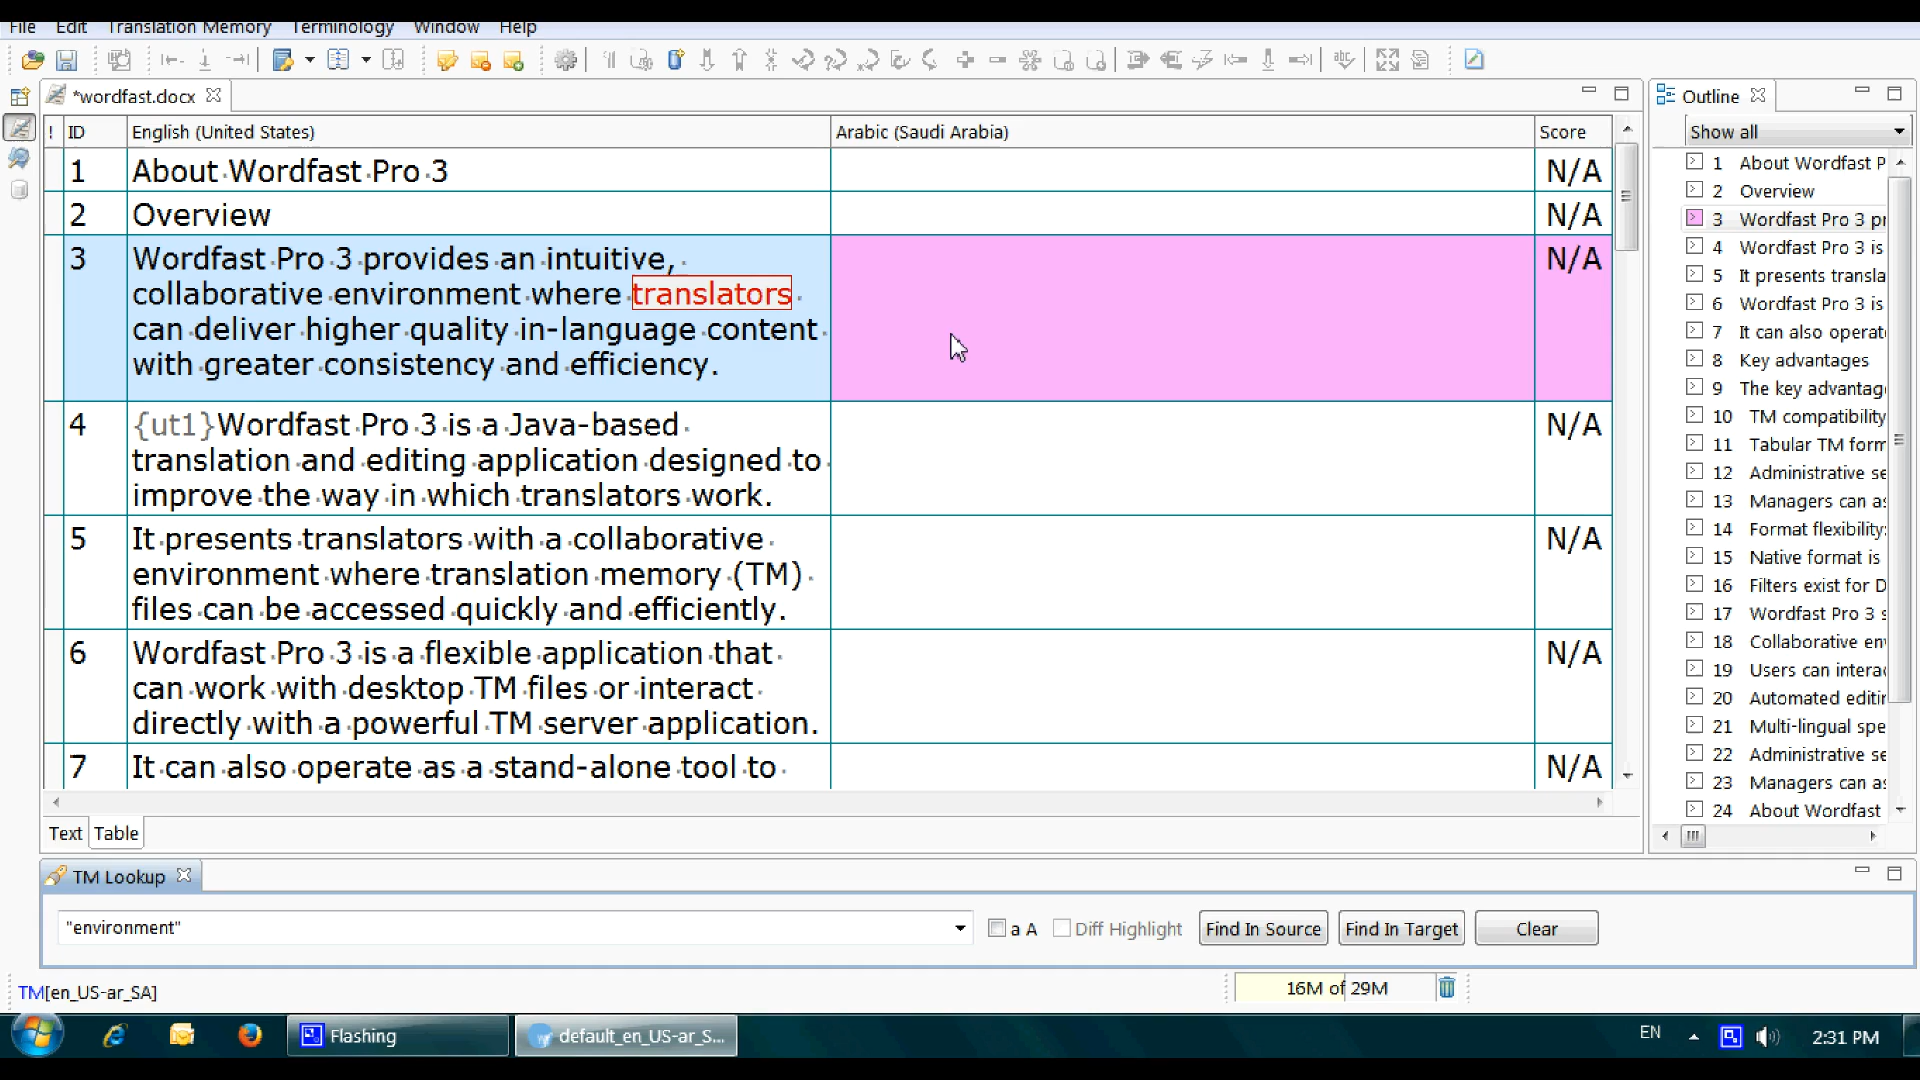 File Edit Translation Memory Terminology Window Help
*wordfast.docx
! ID English (United States) Arabic (Saudi Arabia) Score
1 About Wordfast Pro 3 N/A
2 Overview N/A
3 Wordfast Pro 3 provides an intuitive, N/A
collaborative environment where translators
can deliver higher quality in-language content
with greater consistency and efficiency.
4 {ut1}Wordfast Pro 3 is a Java-based N/A
translation and editing application designed to
improve the way in which translators work.
5 It presents translators with a collaborative N/A
environment where translation memory (TM)
files can be accessed quickly and efficiently.
6 Wordfast Pro 3 is a flexible application that N/A
can work with desktop TM files or interact
directly with a powerful TM server application.
7 It can also operate as a stand-alone tool to N/A
Text Table
Outline
Show all
1 About Wordfast P
2 Overview
3 Wordfast Pro 3 pr
4 Wordfast Pro 3 is
5 It presents transla
6 Wordfast Pro 3 is
7 It can also operat
8 Key advantages
9 The key advantag
10 TM compatibility
11 Tabular TM form
12 Administrative se
13 Managers can as
14 Format flexibility:
15 Native format is
16 Filters exist for D
17 Wordfast Pro 3 s
18 Collaborative en
19 Users can intera
20 Automated editi
21 Multi-lingual spe
22 Administrative se
23 Managers can as
24 About Wordfast
TM Lookup
"environment" a A Diff Highlight Find In Source Find In Target Clear
TM[en_US-ar_SA] 16M of 29M
Flashing default_en_US-ar_S... EN 2:31 PM